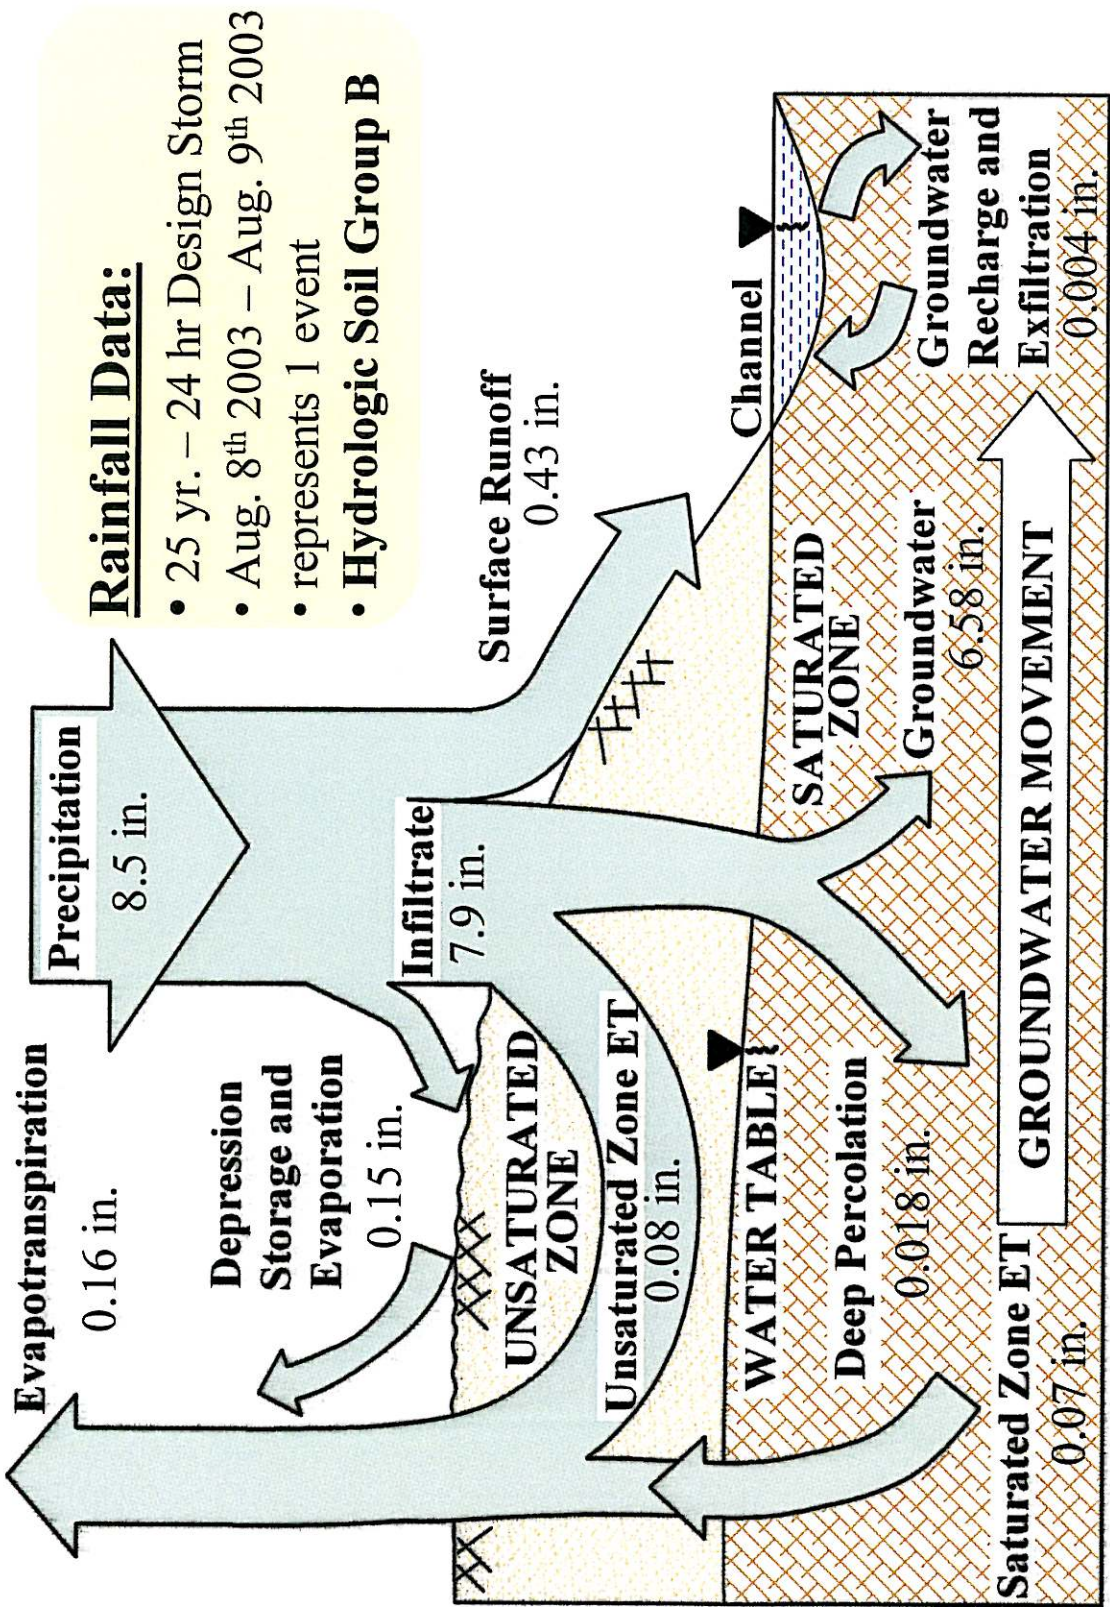 Evapotranspiration
0.16 in.
Precipitation
8.5 in.
Rainfall Data:
• 25 yr. – 24 hr Design Storm
• Aug. 8th 2003 – Aug. 9th 2003
• represents 1 event
• Hydrologic Soil Group B
Depression
Storage and
Evaporation
0.15 in.
Infiltrate
7.9 in.
Surface Runoff
0.43 in.
UNSATURATED
ZONE
Unsaturated Zone ET
0.08 in.
Channel
WATER TABLE
SATURATED
ZONE
Deep Percolation
0.018 in.
Groundwater
6.58 in.
Groundwater
Recharge and
Exfiltration
0.004 in.
Saturated Zone ET
0.07 in.
GROUNDWATER MOVEMENT